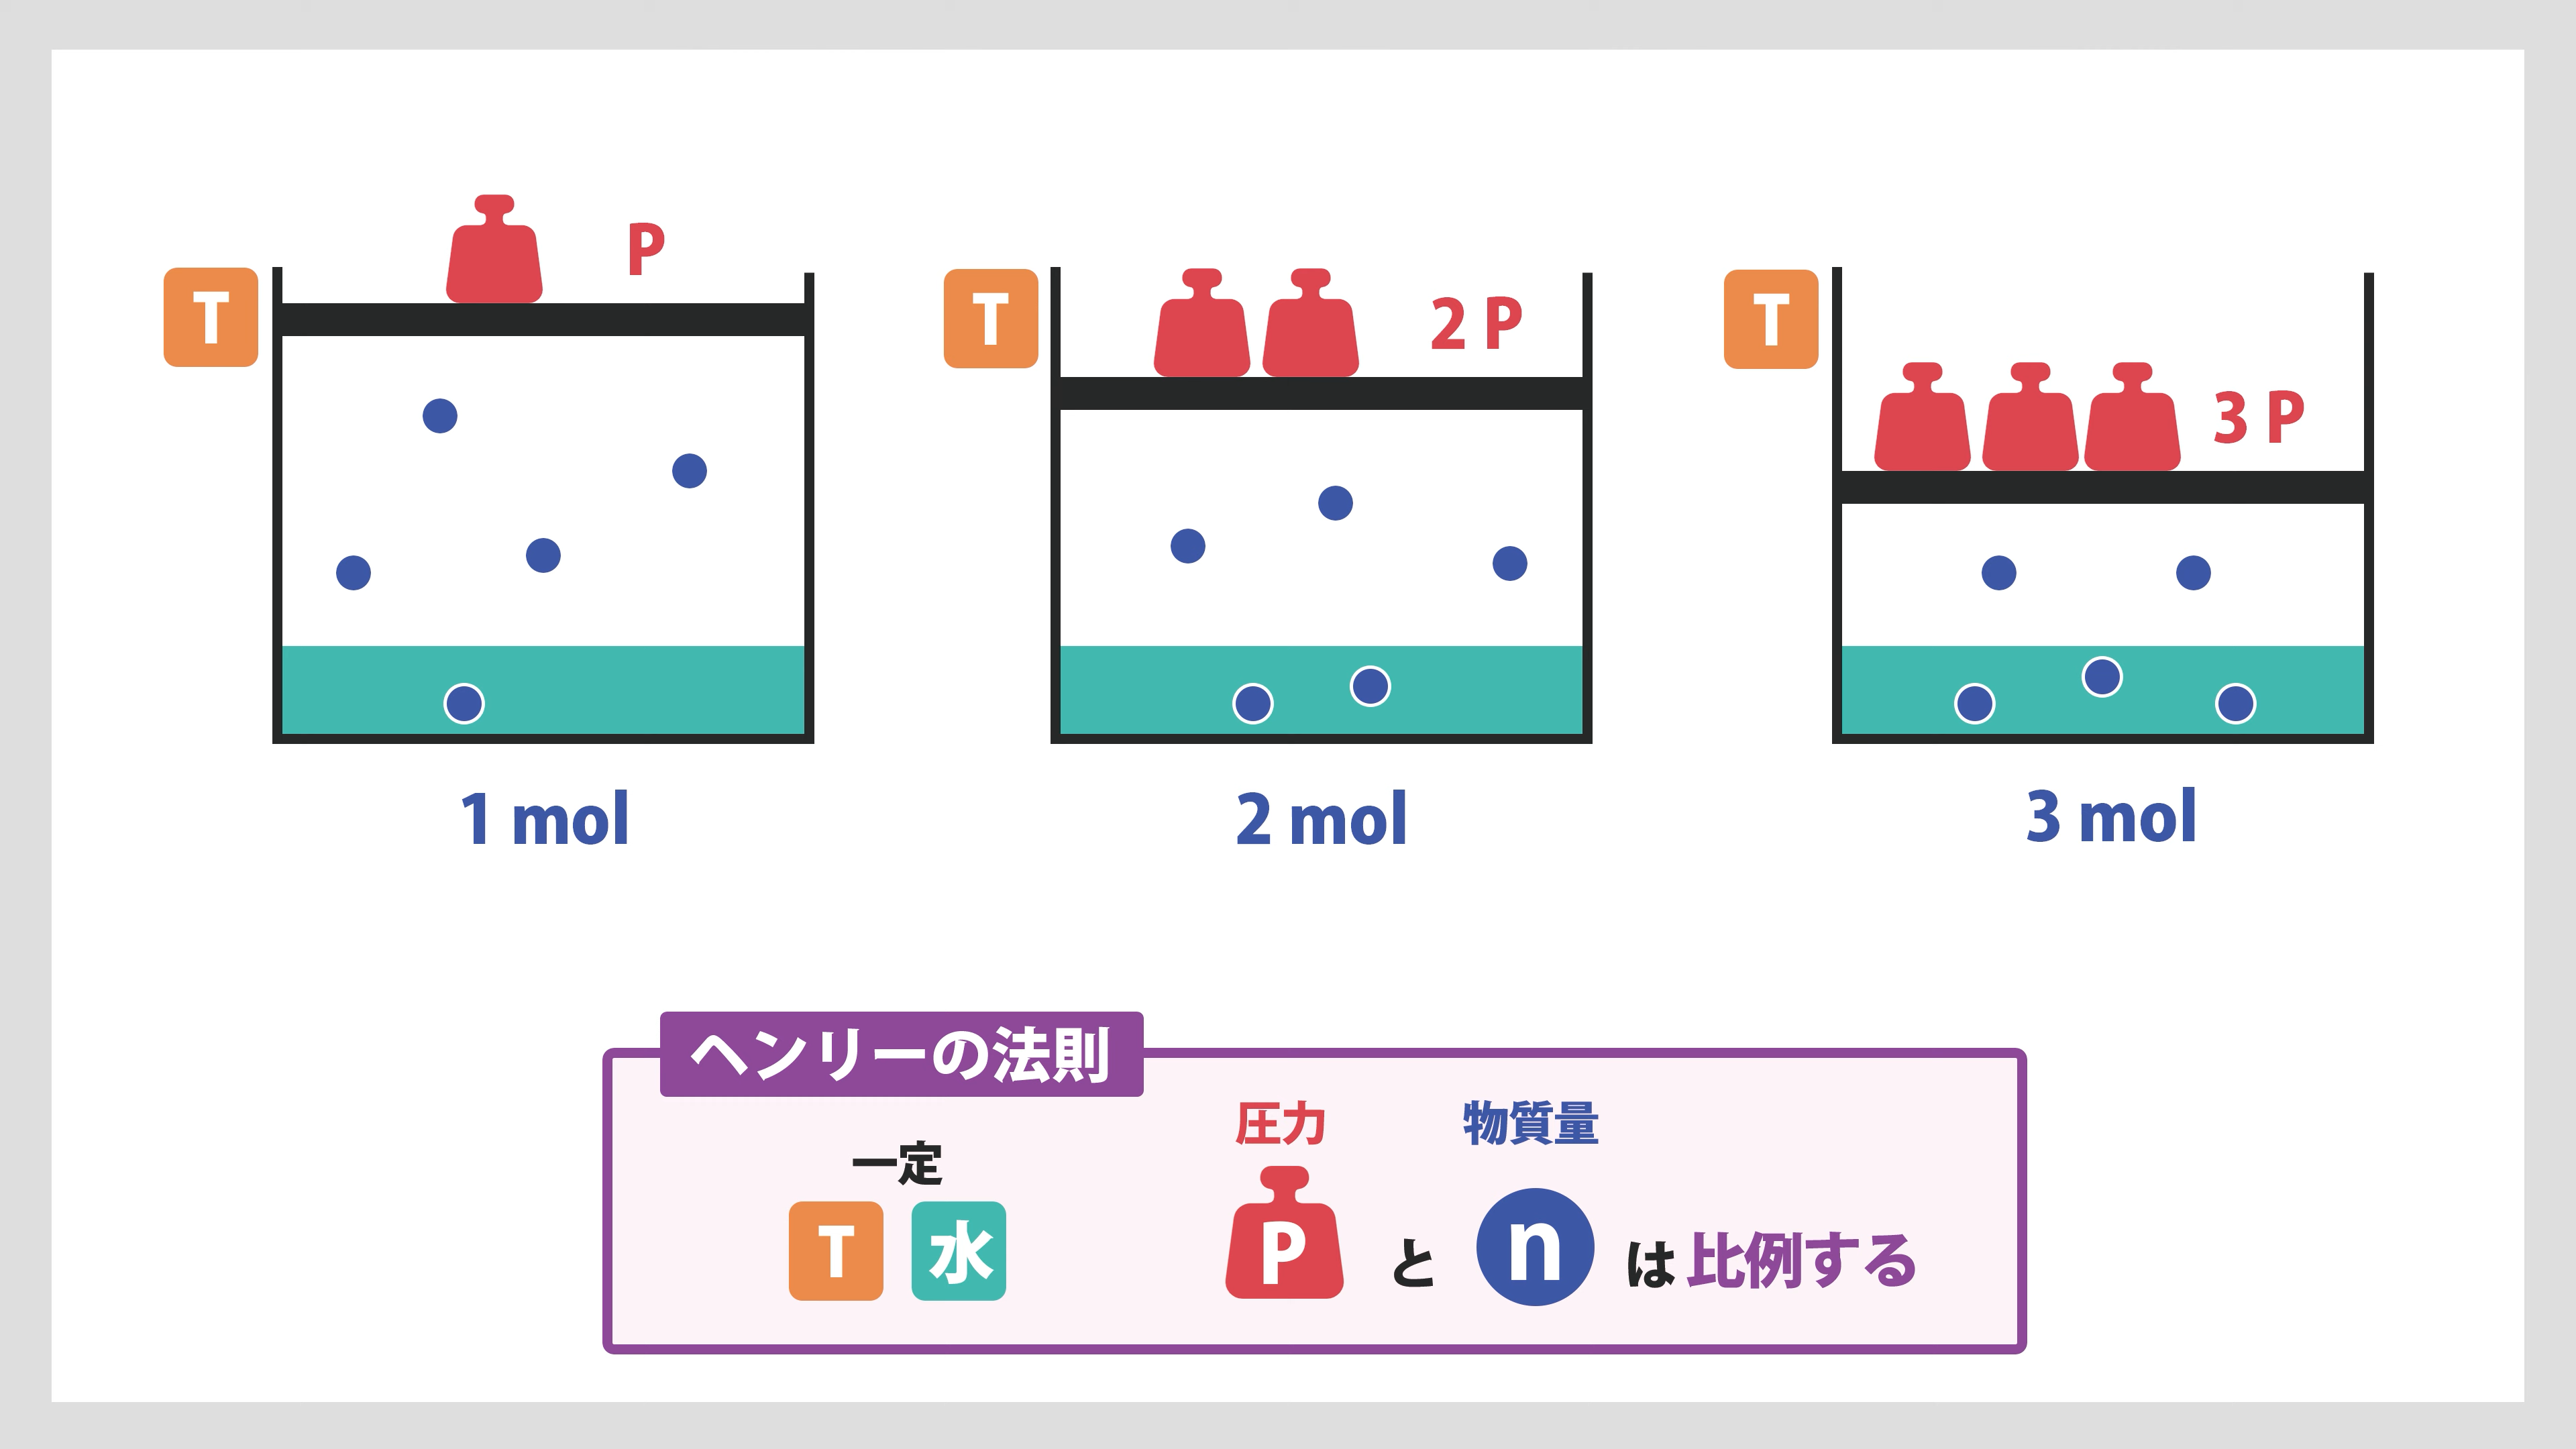 P
T
T
2 P
T
3 P
1 mol
2 mol
3 mol
ヘンリーの法則
圧力
物質量
一定
T 水
P と n は 比例する